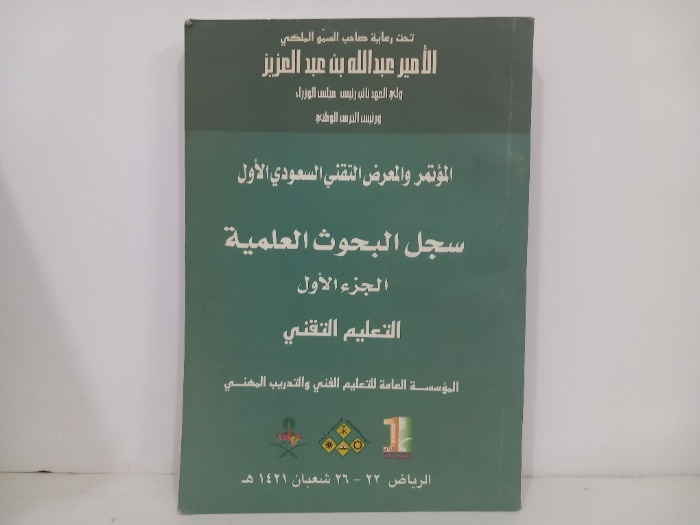 تحت رعاية صاحب السمو الملكي
الأمير عبدالله بن عبد العزيز
ولي العهد نائب رئيس مجلس الوزراء
ورئيس الحرس الوطني
المؤتمر والمعرض التقني السعودي الأول
سجل البحوث العلمية
الجزء الأول
التعليم التقني
المؤسسة العامة للتعليم الفني والتدريب المهني
1
الرياض ٢٢ - ٢٦ شعبان ١٤٢١ هـ